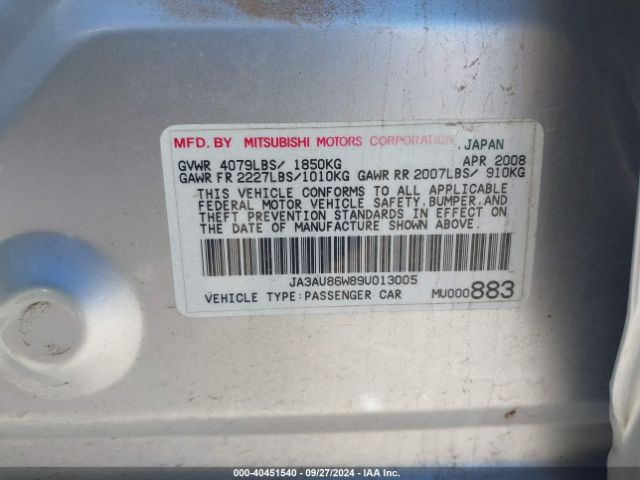 MFD. BY MITSUBISHI MOTORS CORPORATION, JAPAN
GVWR 4079LBS/ 1850KG APR 2008
GAWR FR 2227LBS/1010KG GAWR RR 2007LBS/ 910KG
THIS VEHICLE CONFORMS TO ALL APPLICABLE
FEDERAL MOTOR VEHICLE SAFETY, BUMPER, AND
THEFT PREVENTION STANDARDS IN EFFECT ON
THE DATE OF MANUFACTURE SHOWN ABOVE.
JA3AU86W89U013005
VEHICLE TYPE:PASSENGER CAR MU000883
000-40451540 - 09/27/2024 - IAA Inc.